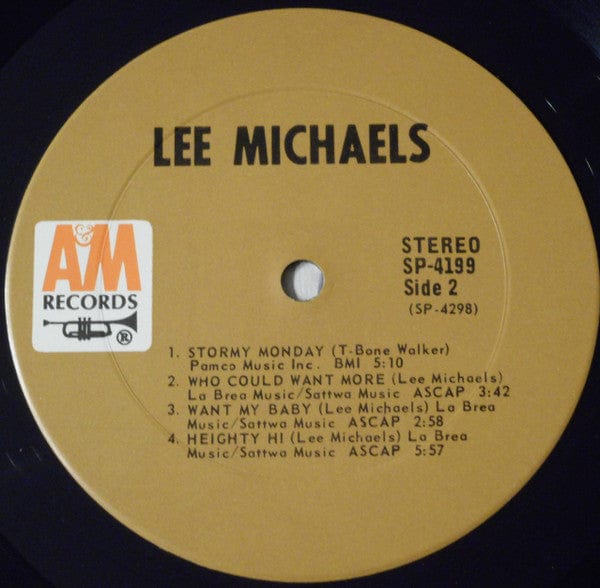 LEE MICHAELS
A&M
RECORDS
®
STEREO
SP-4199
Side 2
(SP-4298)
1. STORMY MONDAY (T-Bone Walker)
Pamco Music Inc. BMI 5:10
2. WHO COULD WANT MORE (Lee Michaels)
La Brea Music/Sattwa Music ASCAP 3:42
3. WANT MY BABY (Lee Michaels) La Brea
Music/Sattwa Music ASCAP 2:58
4. HEIGHTY HI (Lee Michaels) La Brea
Music/Sattwa Music ASCAP 5:57